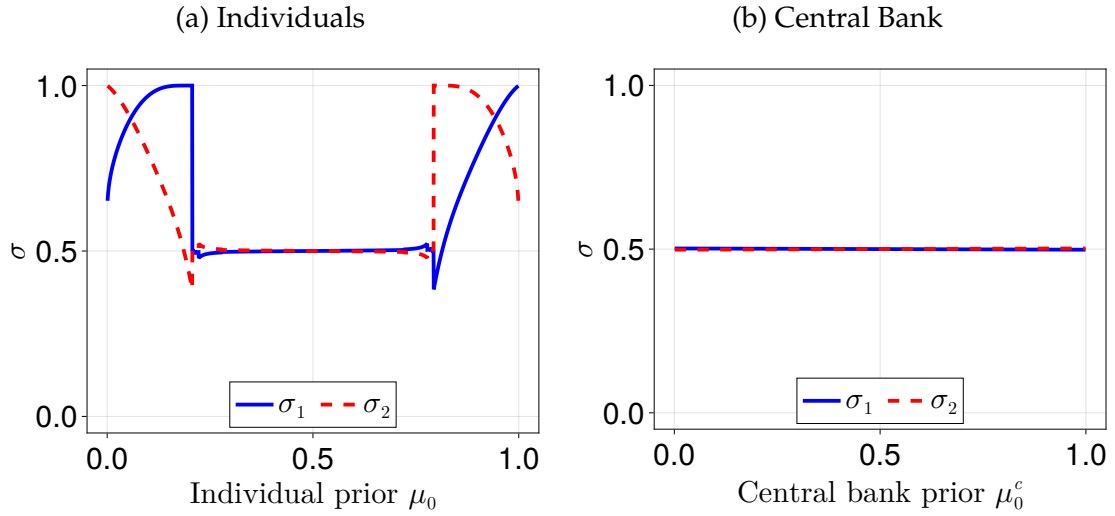 (a) Individuals
1.0
σ
0.5
0.0
σ₁ σ₂
0.0 0.5 1.0
Individual prior μ₀
(b) Central Bank
1.0
σ
0.5
0.0
σ₁ σ₂
0.0 0.5 1.0
Central bank prior μ₀ᶜ